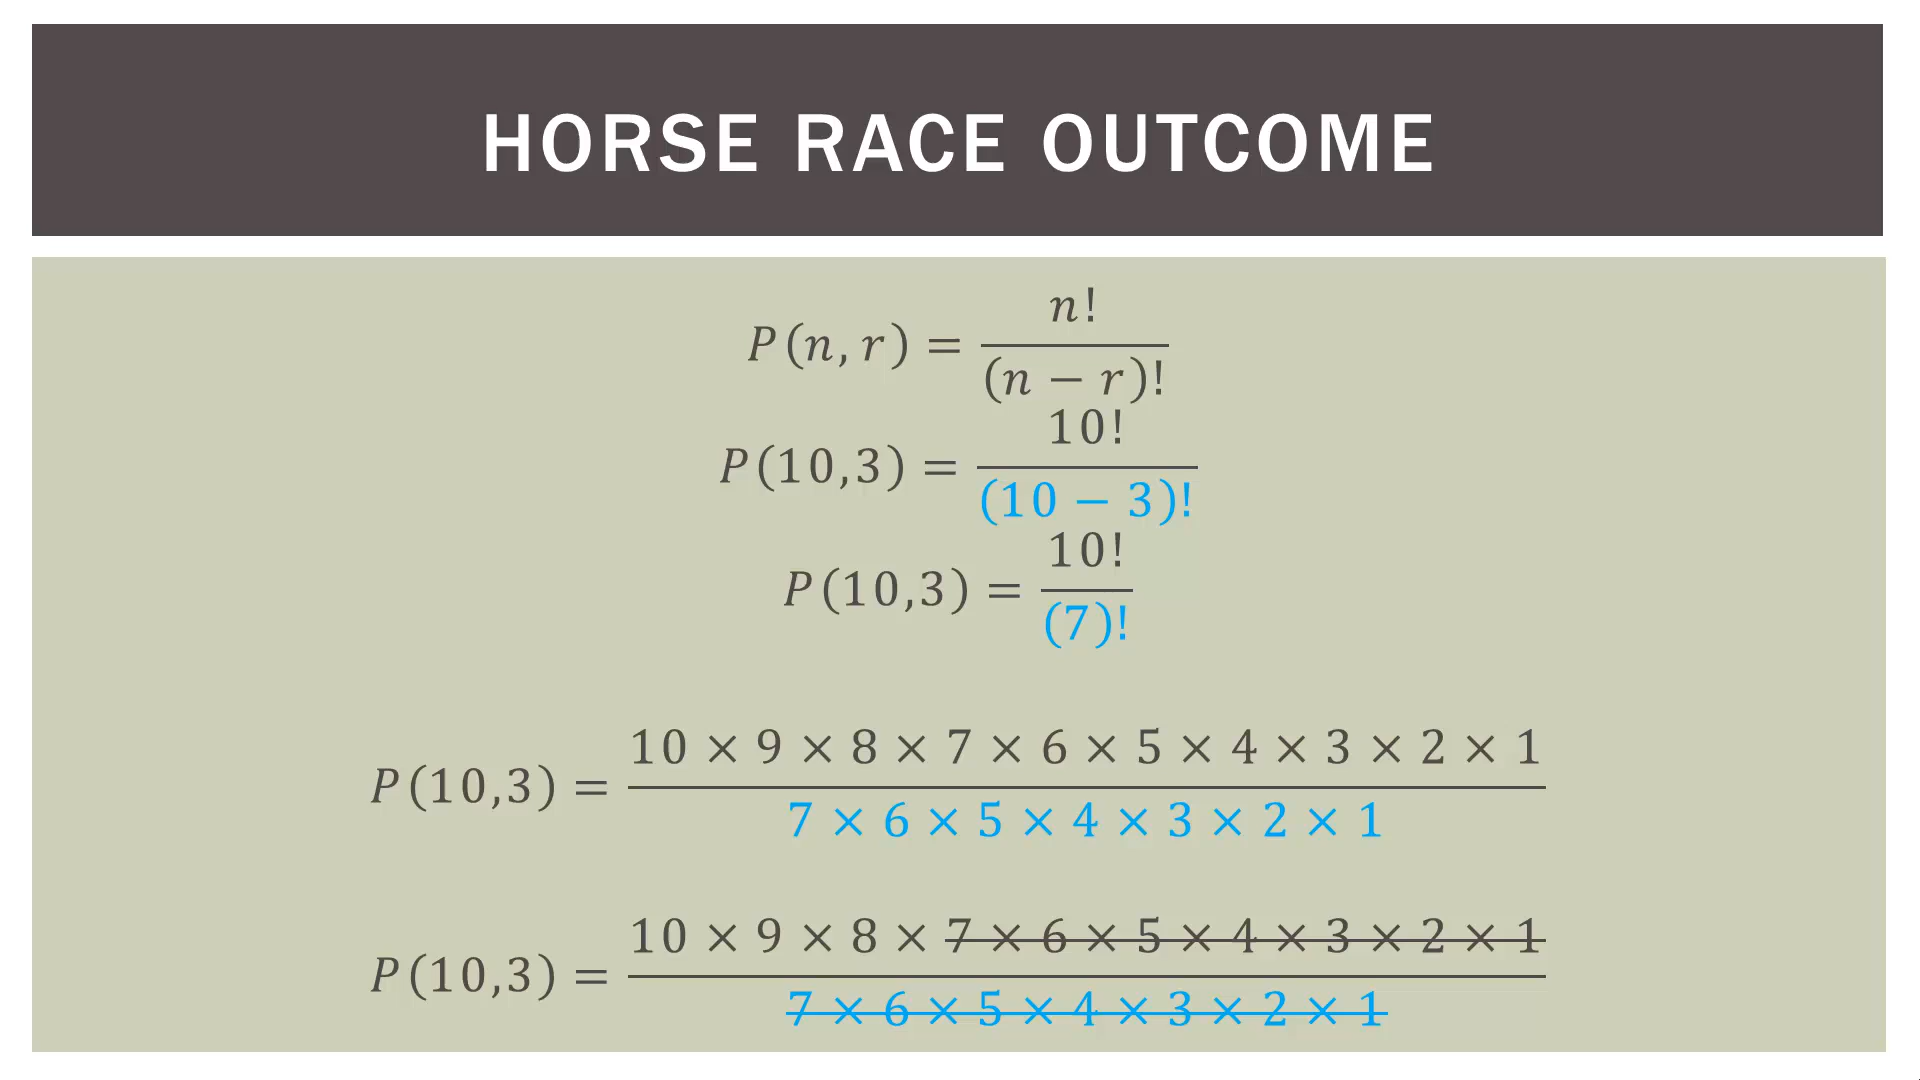 HORSE RACE OUTCOME
P(n, r) = n! / (n − r)!
P(10,3) = 10! / (10 − 3)!
P(10,3) = 10! / (7)!
P(10,3) = 10 × 9 × 8 × 7 × 6 × 5 × 4 × 3 × 2 × 1 / 7 × 6 × 5 × 4 × 3 × 2 × 1
P(10,3) = 10 × 9 × 8 × 7 × 6 × 5 × 4 × 3 × 2 × 1 / 7 × 6 × 5 × 4 × 3 × 2 × 1